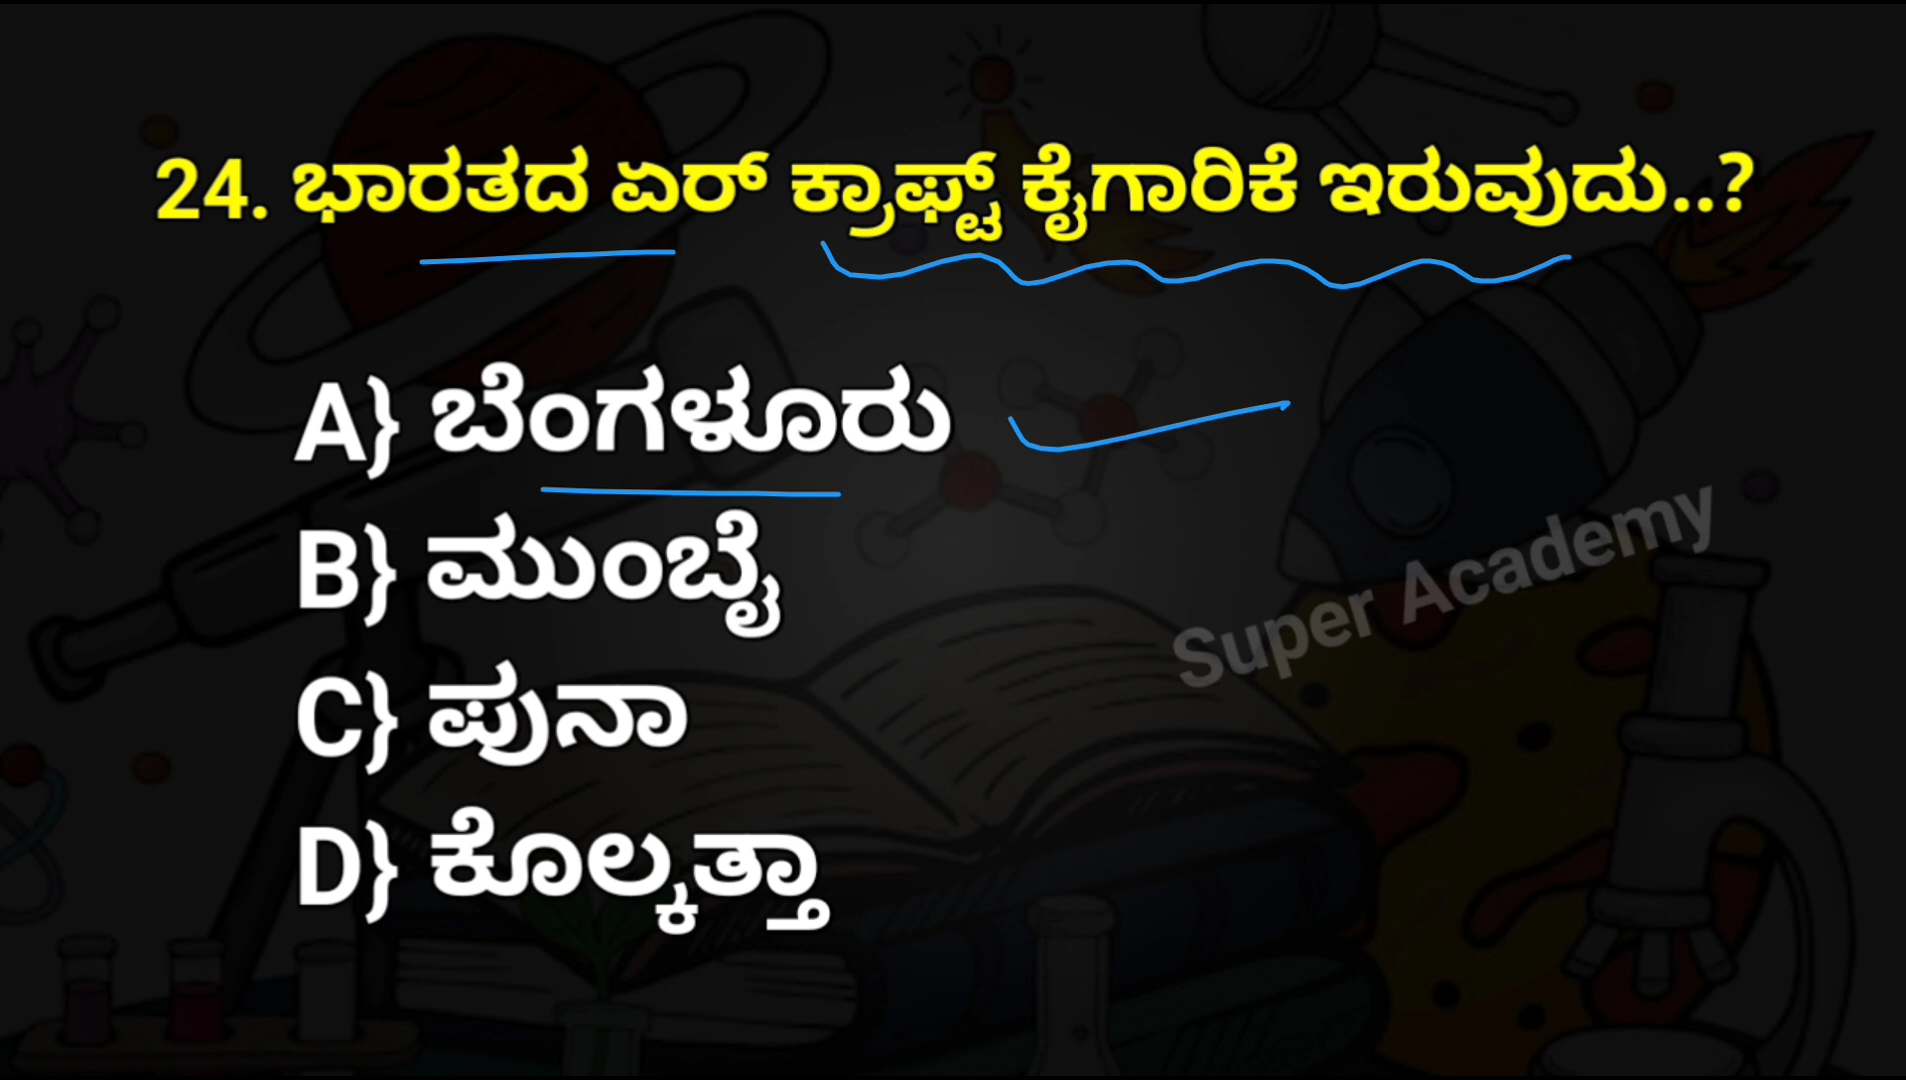 24. ಭಾರತದ ಏರ್ ಕ್ರಾಫ್ಟ್ ಕೈಗಾರಿಕೆ ಇರುವುದು..?
A} ಬೆಂಗಳೂರು
B} ಮುಂಬೈ
Super Academy
C} ಪುನಾ
D} ಕೊಲ್ಕತ್ತಾ